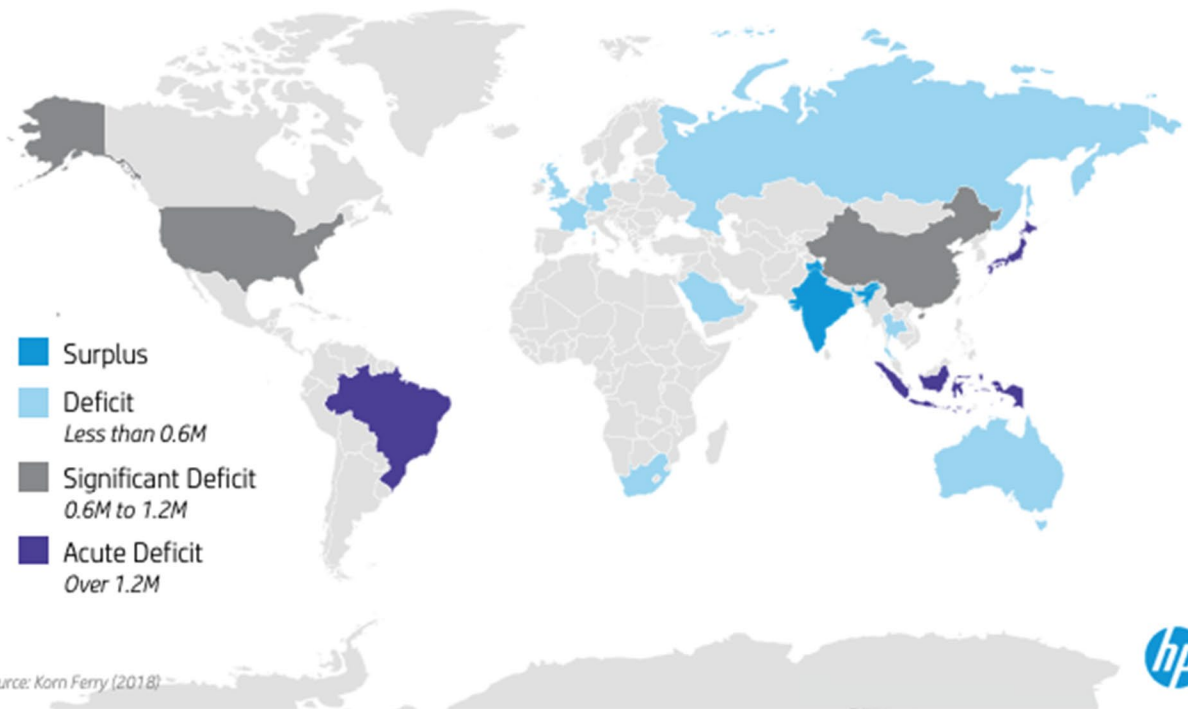 Surplus
Deficit
Less than 0.6M
Significant Deficit
0.6M to 1.2M
Acute Deficit
Over 1.2M
urce: Korn Ferry (2018)
hp